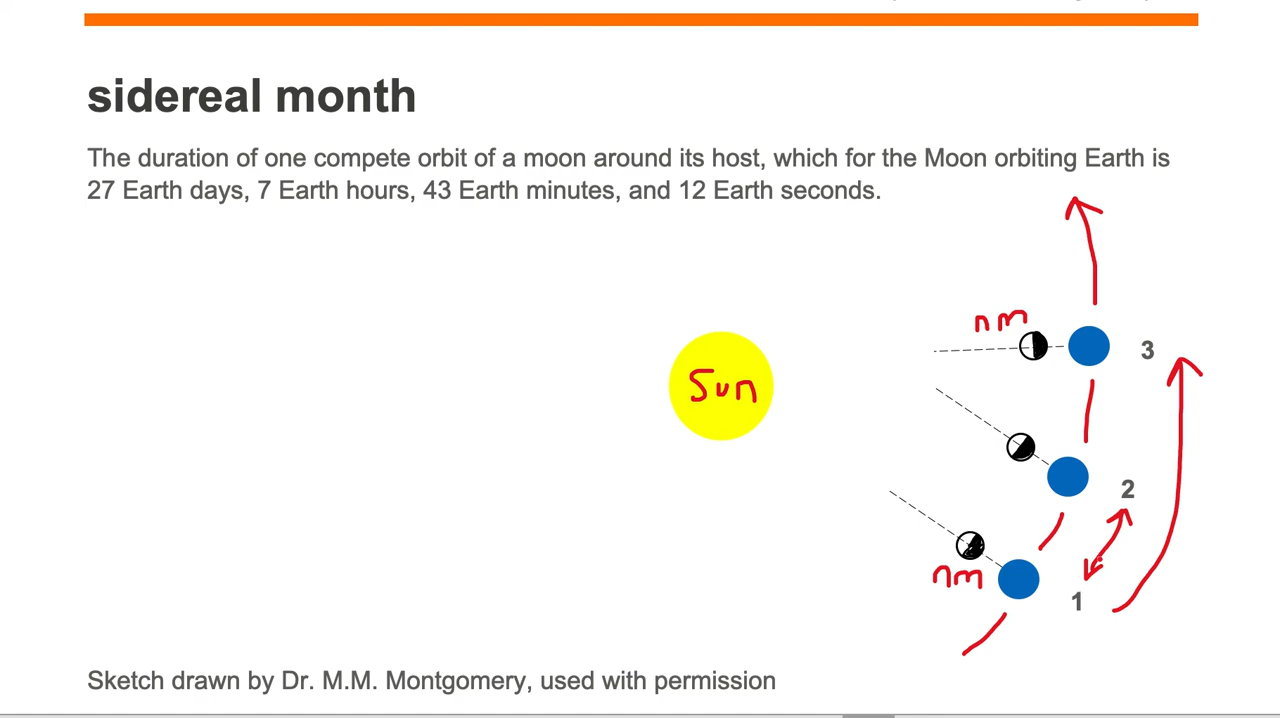 sidereal month
The duration of one compete orbit of a moon around its host, which for the Moon orbiting Earth is
27 Earth days, 7 Earth hours, 43 Earth minutes, and 12 Earth seconds.
nm
3
Sun
2
nm
1
Sketch drawn by Dr. M.M. Montgomery, used with permission